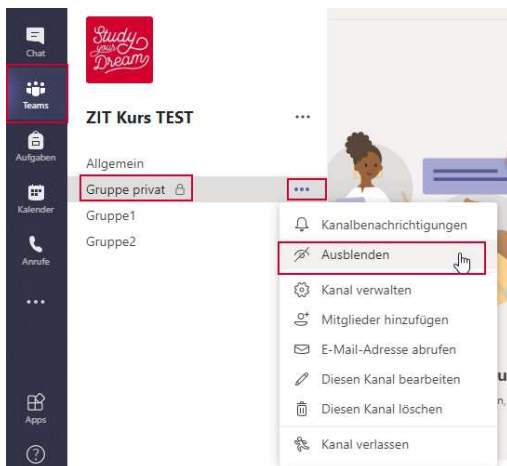 Chat
Teams
Aufgaben
Kalender
Anrufe
Apps
Study
your
Dream
ZIT Kurs TEST
Allgemein
Gruppe privat
Gruppe1
Gruppe2
Kanalbenachrichtigungen
Ausblenden
Kanal verwalten
Mitglieder hinzufügen
E-Mail-Adresse abrufen
Diesen Kanal bearbeiten
Diesen Kanal löschen
Kanal verlassen